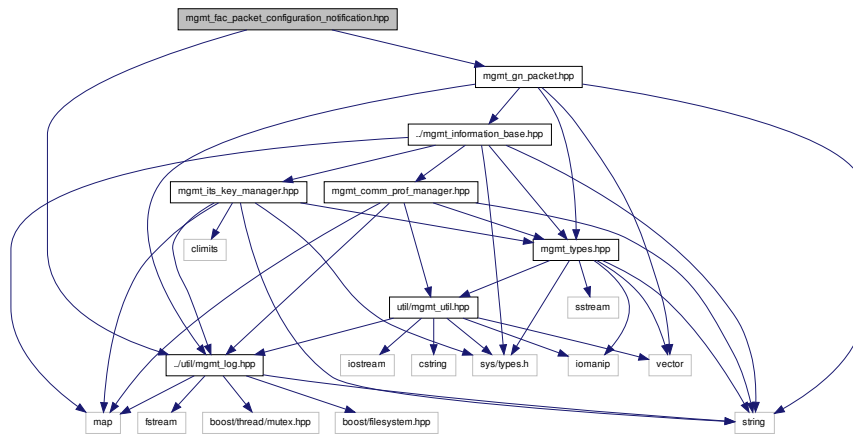 mgmt_fac_packet_configuration_notification.hpp
mgmt_gn_packet.hpp
../mgmt_information_base.hpp
mgmt_its_key_manager.hpp
mgmt_comm_prof_manager.hpp
climits
mgmt_types.hpp
util/mgmt_util.hpp
sstream
../util/mgmt_log.hpp
iostream
cstring
sys/types.h
iomanip
vector
map
fstream
boost/thread/mutex.hpp
boost/filesystem.hpp
string